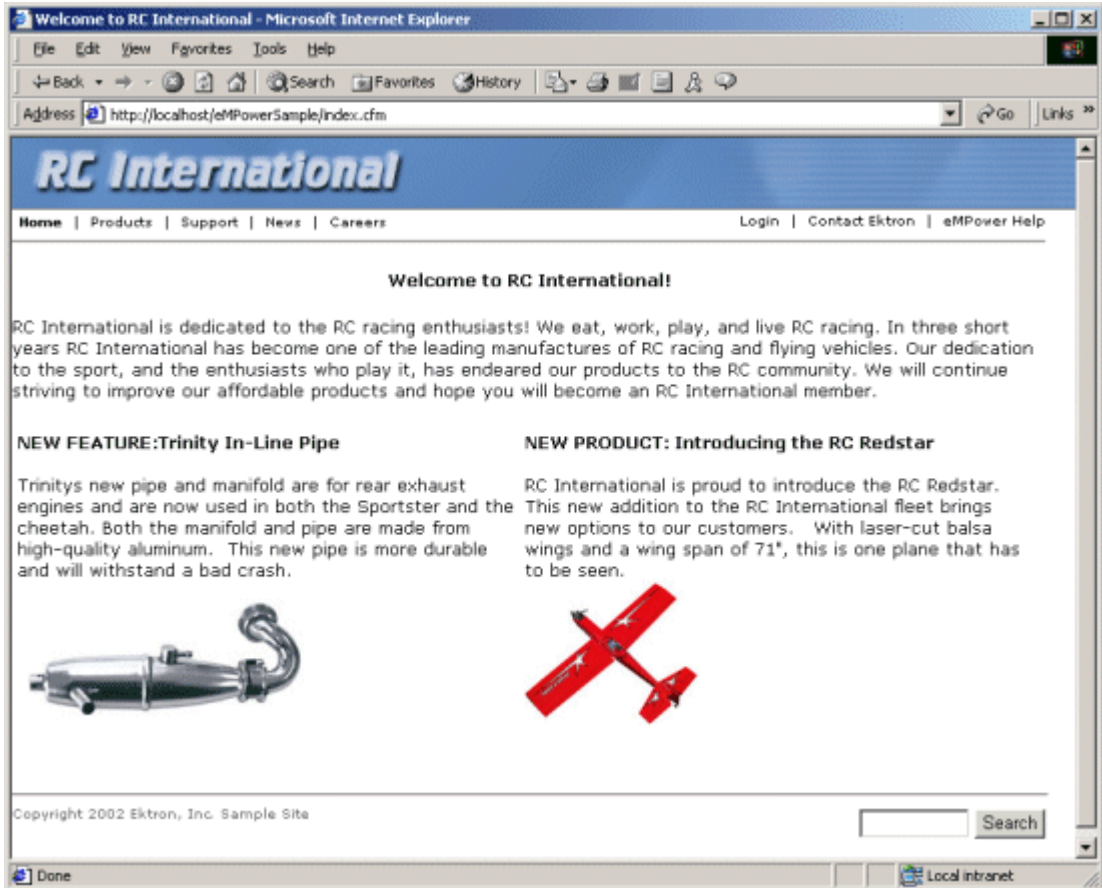 Welcome to RC International - Microsoft Internet Explorer
File Edit View Favorites Tools Help
Back Search Favorites History
Address http://localhost/eMPowerSample/index.cfm Go Links »
RC International
Home | Products | Support | News | Careers Login | Contact Ektron | eMPower Help
Welcome to RC International!
RC International is dedicated to the RC racing enthusiasts! We eat, work, play, and live RC racing. In three short
years RC International has become one of the leading manufactures of RC racing and flying vehicles. Our dedication
to the sport, and the enthusiasts who play it, has endeared our products to the RC community. We will continue
striving to improve our affordable products and hope you will become an RC International member.
NEW FEATURE:Trinity In-Line Pipe
Trinitys new pipe and manifold are for rear exhaust
engines and are now used in both the Sportster and the
cheetah. Both the manifold and pipe are made from
high-quality aluminum. This new pipe is more durable
and will withstand a bad crash.
NEW PRODUCT: Introducing the RC Redstar
RC International is proud to introduce the RC Redstar.
This new addition to the RC International fleet brings
new options to our customers. With laser-cut balsa
wings and a wing span of 71", this is one plane that has
to be seen.
Copyright 2002 Ektron, Inc. Sample Site
Search
Done Local intranet